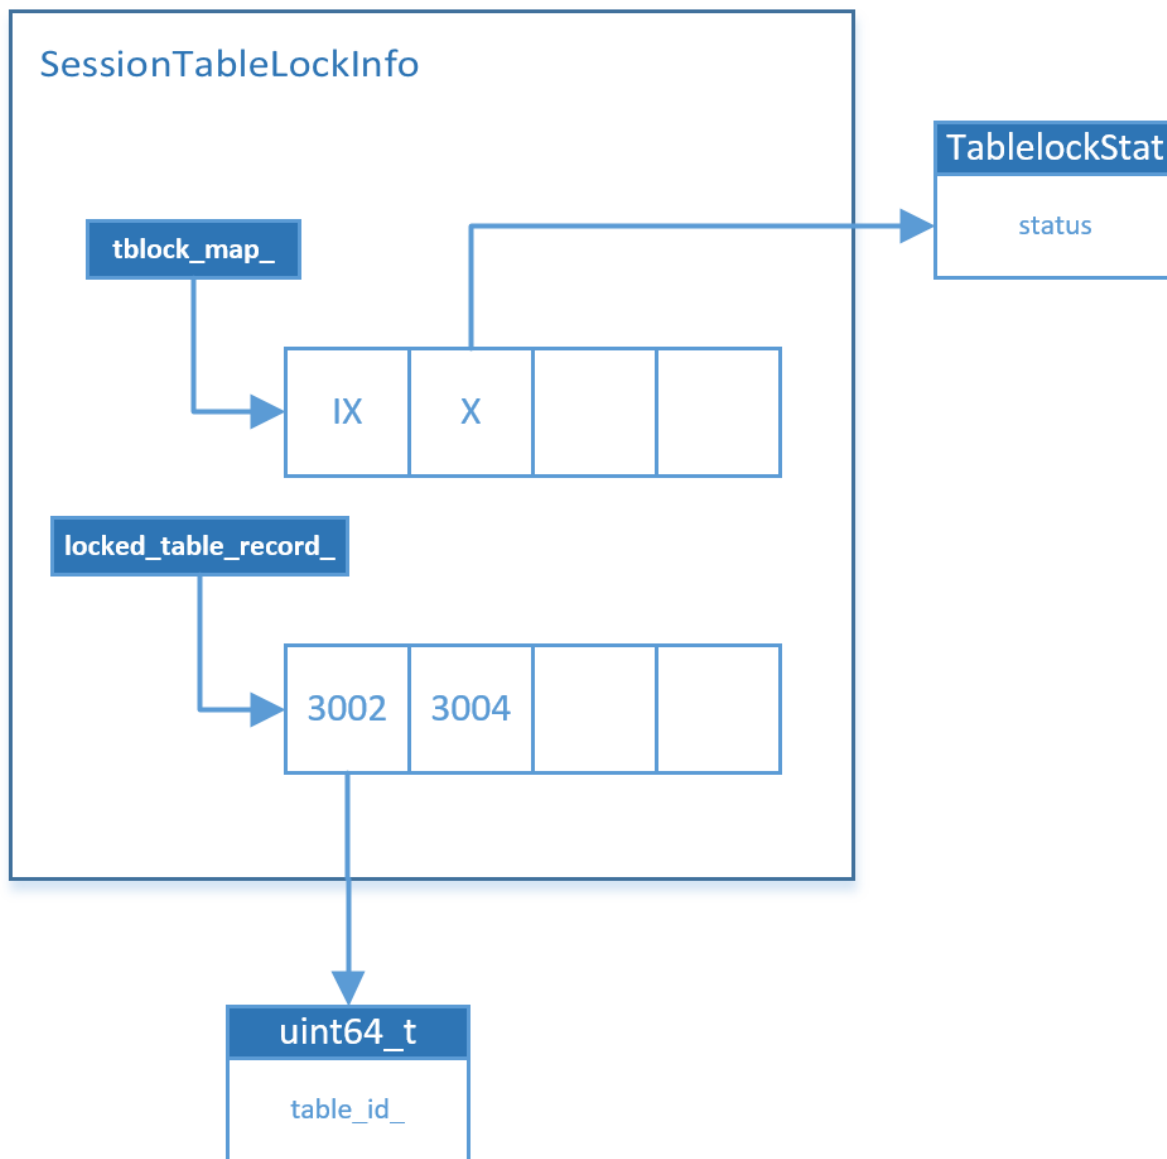 SessionTableLockInfo
TablelockStat
status
tblock_map_
IX
X
locked_table_record_
3002
3004
uint64_t
table_id_